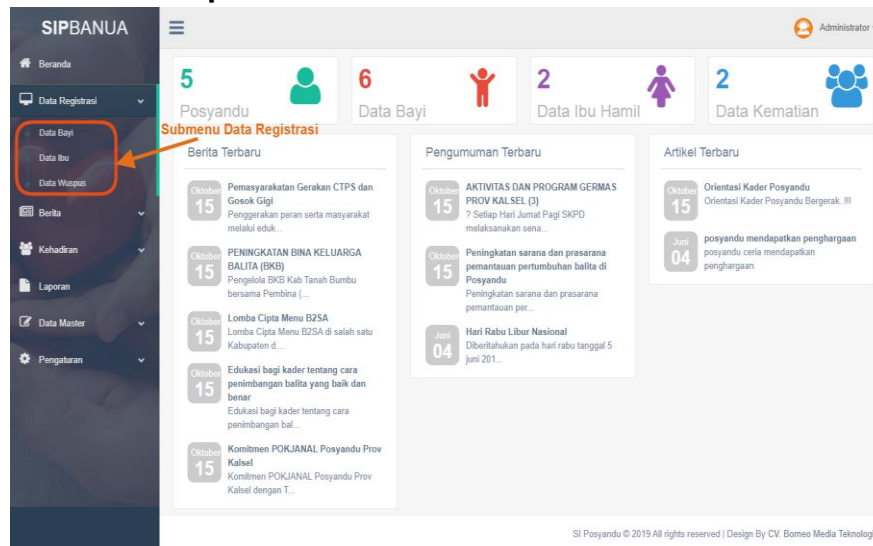 SIPBANUA
Administrator
Beranda
Data Registrasi
Data Bayi
Data Ibu
Data Wuspus
Berita
Kehadiran
Laporan
Data Master
Pengaturan
Submenu Data Registrasi
5
Posyandu
6
Data Bayi
2
Data Ibu Hamil
2
Data Kematian
Berita Terbaru
Oktober
15
Pemasyarakatan Gerakan CTPS dan
Gosok Gigi
Penggerakan peran serta masyarakat
melalui eduk...
Oktober
15
PENINGKATAN BINA KELUARGA
BALITA (BKB)
Pengelola BKB Kab Tanah Bumbu
bersama Pembina (...
Oktober
15
Lomba Cipta Menu B2SA
Lomba Cipta Menu B2SA di salah satu
Kabupaten d...
Oktober
15
Edukasi bagi kader tentang cara
penimbangan balita yang baik dan
benar
Edukasi bagi kader tentang cara
penimbangan bal...
Oktober
15
Komitmen POKJANAL Posyandu Prov
Kalsel
Komitmen POKJANAL Posyandu Prov
Kalsel dengan T...
Pengumuman Terbaru
Oktober
15
AKTIVITAS DAN PROGRAM GERMAS
PROV KALSEL (3)
? Setiap Hari Jumat Pagi SKPD
melaksanakan sena...
Oktober
15
Peningkatan sarana dan prasarana
pemantauan pertumbuhan balita di
Posyandu
Peningkatan sarana dan prasarana
pemantauan per...
Juni
04
Hari Rabu Libur Nasional
Diberitahukan pada hari rabu tanggal 5
juni 201...
Artikel Terbaru
Oktober
15
Orientasi Kader Posyandu
Orientasi Kader Posyandu Bergerak..!!!
Juni
04
posyandu mendapatkan penghargaan
posyandu ceria mendapatkan
penghargaan
SI Posyandu © 2019 All rights reserved | Design By CV. Borneo Media Teknologi